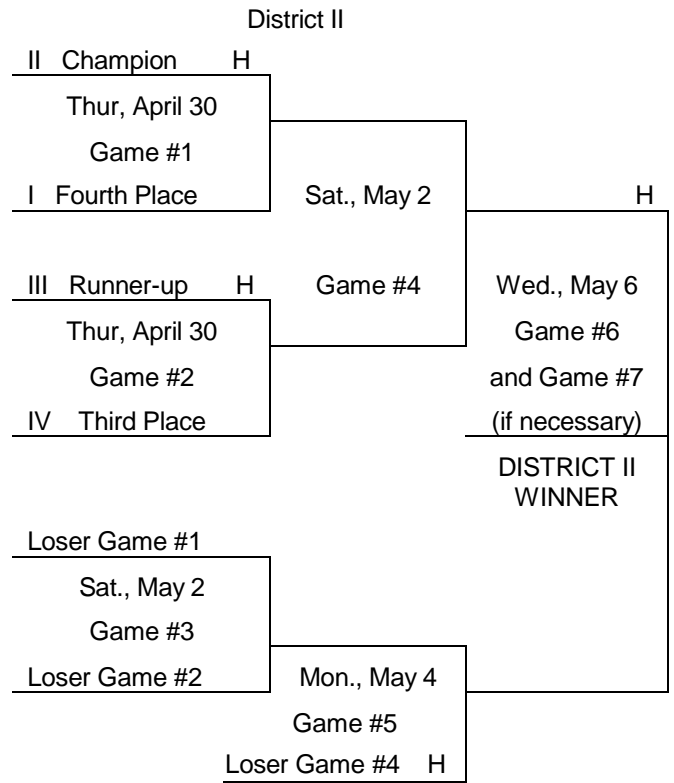 District II
II Champion H
Thur, April 30
Game #1
I Fourth Place
Sat., May 2
H
III Runner-up H
Game #4
Wed., May 6
Thur, April 30
Game #6
Game #2
and Game #7
IV Third Place
(if necessary)
DISTRICT II
WINNER
Loser Game #1
Sat., May 2
Game #3
Loser Game #2
Mon., May 4
Game #5
Loser Game #4 H